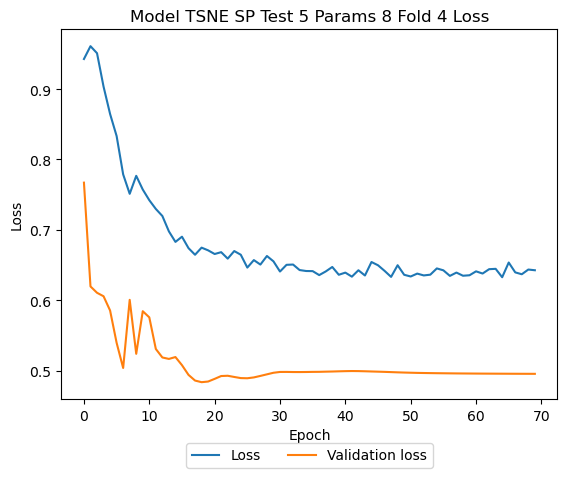 Model TSNE SP Test 5 Params 8 Fold 4 Loss
Loss
0.9
0.8
0.7
0.6
0.5
0 10 20 30 40 50 60 70
Epoch
Loss Validation loss